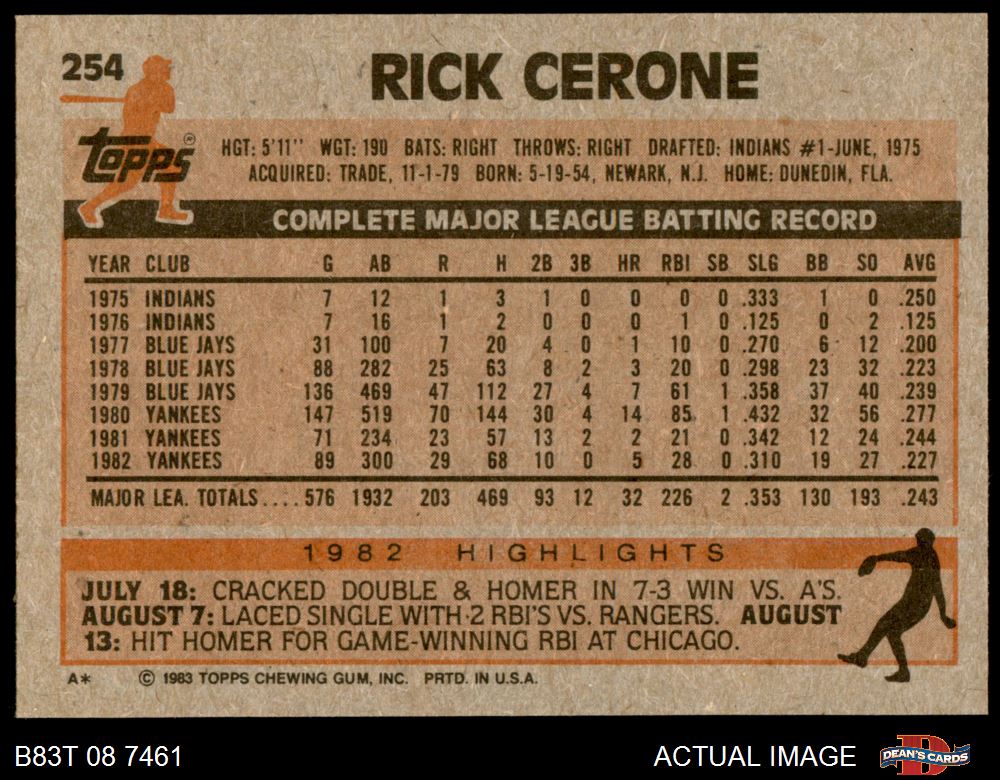 254
RICK CERONE
topps®
HGT: 5'11'' WGT: 190 BATS: RIGHT THROWS: RIGHT DRAFTED: INDIANS #1-JUNE, 1975
ACQUIRED: TRADE, 11-1-79 BORN: 5-19-54, NEWARK, N.J. HOME: DUNEDIN, FLA.
COMPLETE MAJOR LEAGUE BATTING RECORD
YEAR CLUB G AB R H 2B 3B HR RBI SB SLG BB SO AVG
1975 INDIANS 7 12 1 3 1 0 0 0 0 .333 1 0 .250
1976 INDIANS 7 16 1 2 0 0 0 1 0 .125 0 2 .125
1977 BLUE JAYS 31 100 7 20 4 0 1 10 0 .270 6 12 .200
1978 BLUE JAYS 88 282 25 63 8 2 3 20 0 .298 23 32 .223
1979 BLUE JAYS 136 469 47 112 27 4 7 61 1 .358 37 40 .239
1980 YANKEES 147 519 70 144 30 4 14 85 1 .432 32 56 .277
1981 YANKEES 71 234 23 57 13 2 2 21 0 .342 12 24 .244
1982 YANKEES 89 300 29 68 10 0 5 28 0 .310 19 27 .227
MAJOR LEA. TOTALS.... 576 1932 203 469 93 12 32 226 2 .353 130 193 .243
1982 HIGHLIGHTS
JULY 18: CRACKED DOUBLE & HOMER IN 7-3 WIN VS. A'S.
AUGUST 7: LACED SINGLE WITH 2 RBI'S VS. RANGERS. AUGUST
13: HIT HOMER FOR GAME-WINNING RBI AT CHICAGO.
A* © 1983 TOPPS CHEWING GUM, INC. PRTD. IN U.S.A.
B83T 08 7461 ACTUAL IMAGE DEAN'S CARDS